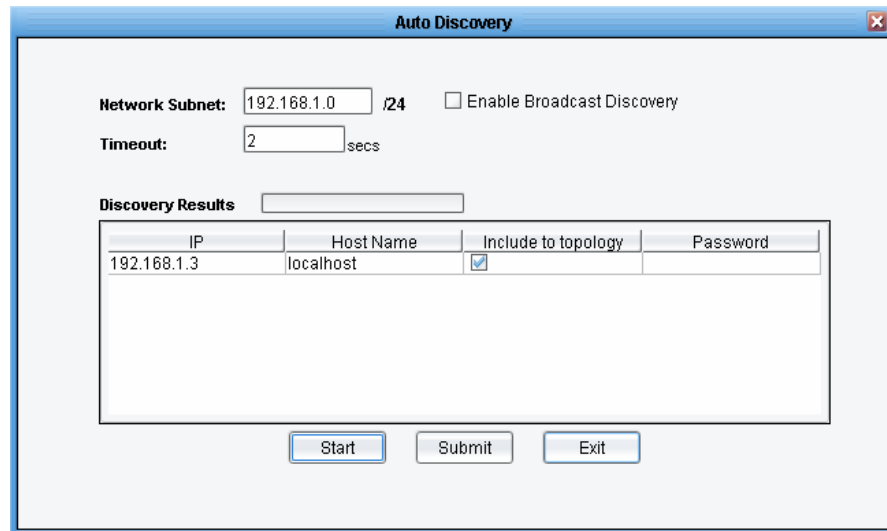 Auto Discovery
Network Subnet: 192.168.1.0 /24 Enable Broadcast Discovery
Timeout: 2 secs
Discovery Results
IP Host Name Include to topology Password
192.168.1.3 localhost
Start Submit Exit